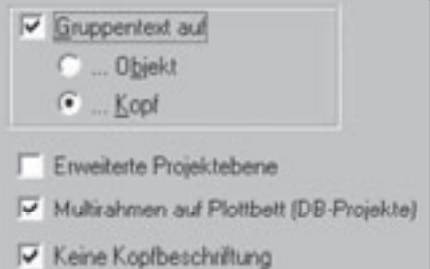 Gruppentext auf
... Objekt
... Kopf
Erweiterte Projektebene
Multirahmen auf Plottbett (DB-Projekte)
Keine Kopfbeschriftung